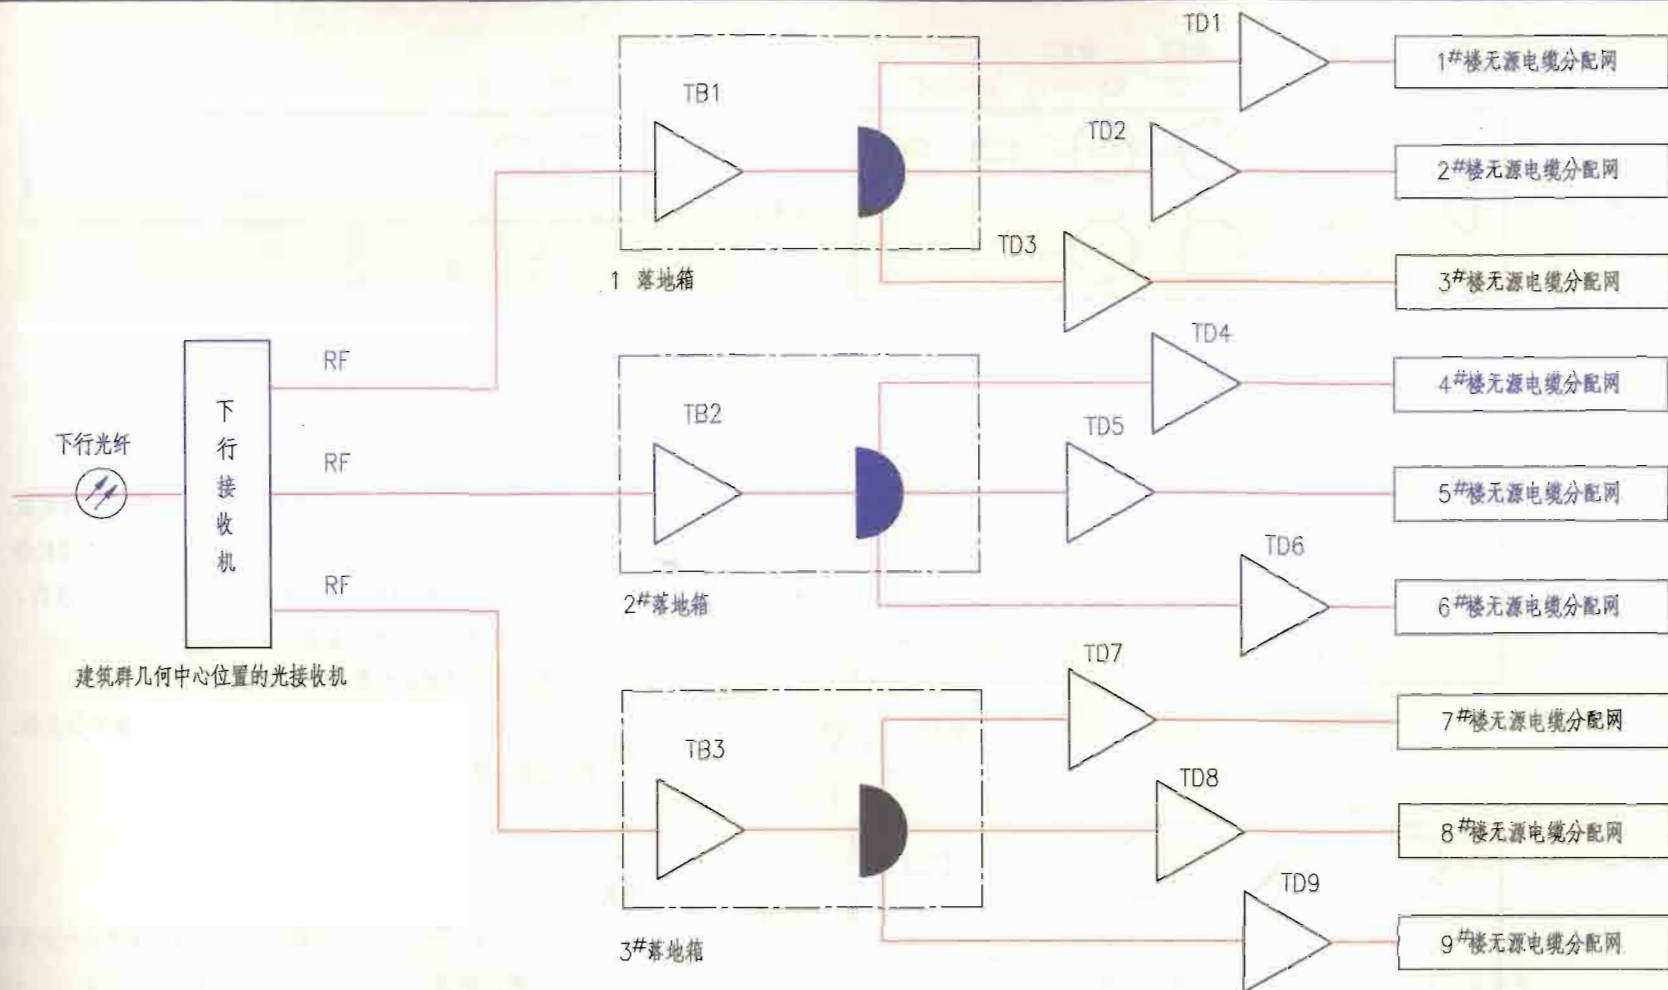 TD1
1#楼无源电缆分配网
TB1
TD2
2#楼无源电缆分配网
TD3
1 落地箱
3#楼无源电缆分配网
RF
TD4
4#楼无源电缆分配网
下行接收机
下行光纤
RF
TB2
TD5
5#楼无源电缆分配网
RF
TD6
2#落地箱
6#楼无源电缆分配网
建筑群几何中心位置的光接收机
TD7
7#楼无源电缆分配网
TB3
TD8
8#楼无源电缆分配网
TD9
3#落地箱
9#楼无源电缆分配网